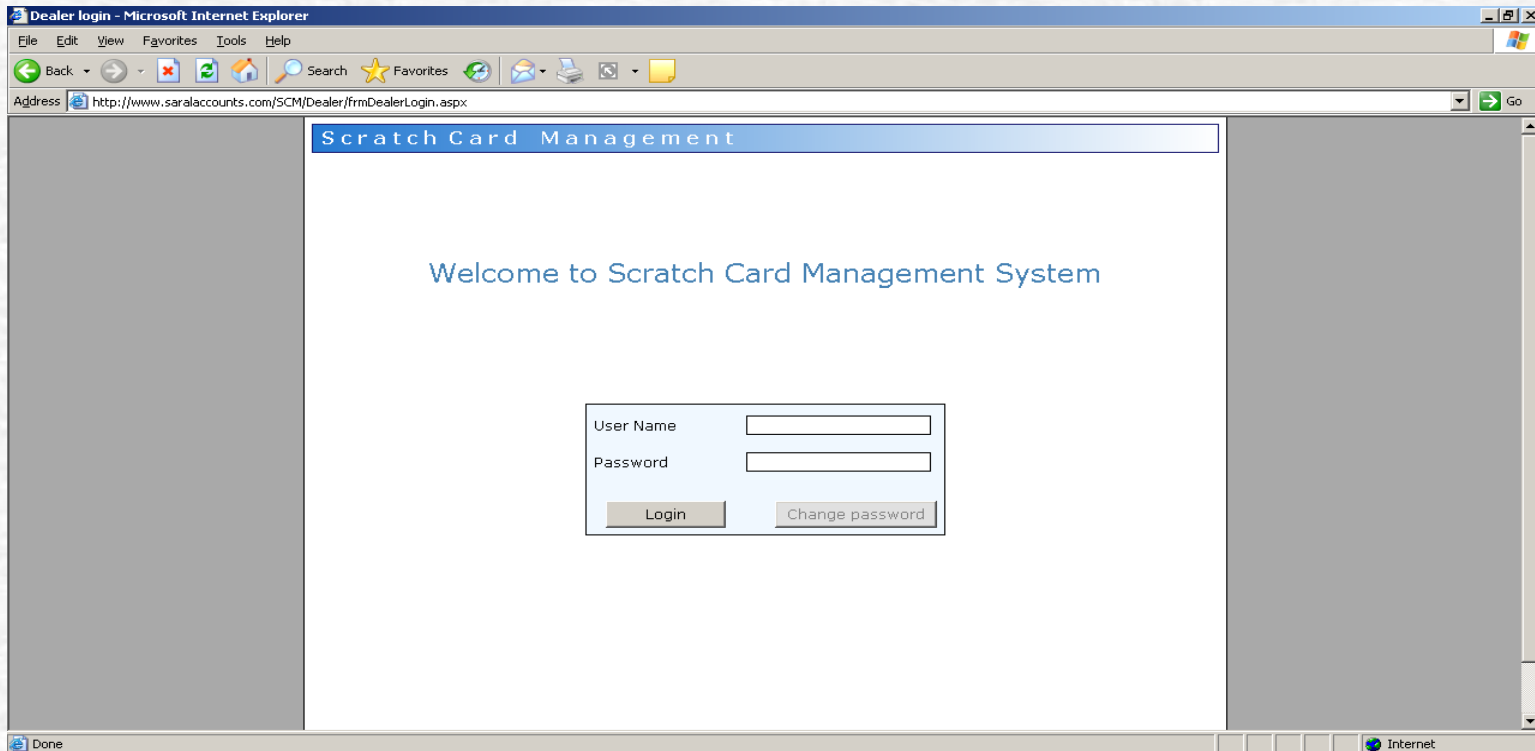 Dealer login - Microsoft Internet Explorer
File Edit View Favorites Tools Help
Back Search Favorites
Address http://www.saralaccounts.com/SCM/Dealer/frmDealerLogin.aspx Go
Scratch Card Management
Welcome to Scratch Card Management System
User Name
Password
Login Change password
Done Internet